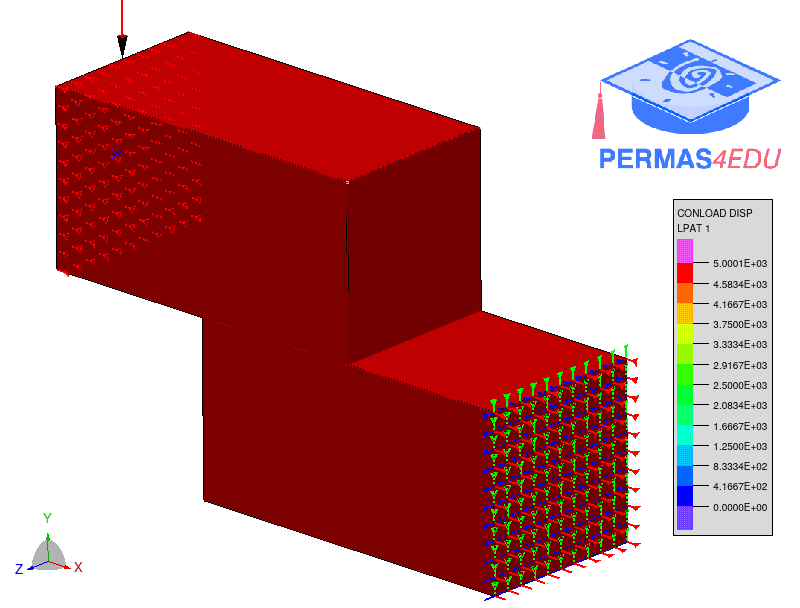 PERMAS4EDU
CONLOAD DISP
LPAT 1
5.0001E+03
4.5834E+03
4.1667E+03
3.7500E+03
3.3334E+03
2.9167E+03
2.5000E+03
2.0834E+03
1.6667E+03
1.2500E+03
8.3334E+02
4.1667E+02
0.0000E+00
Y
Z
X